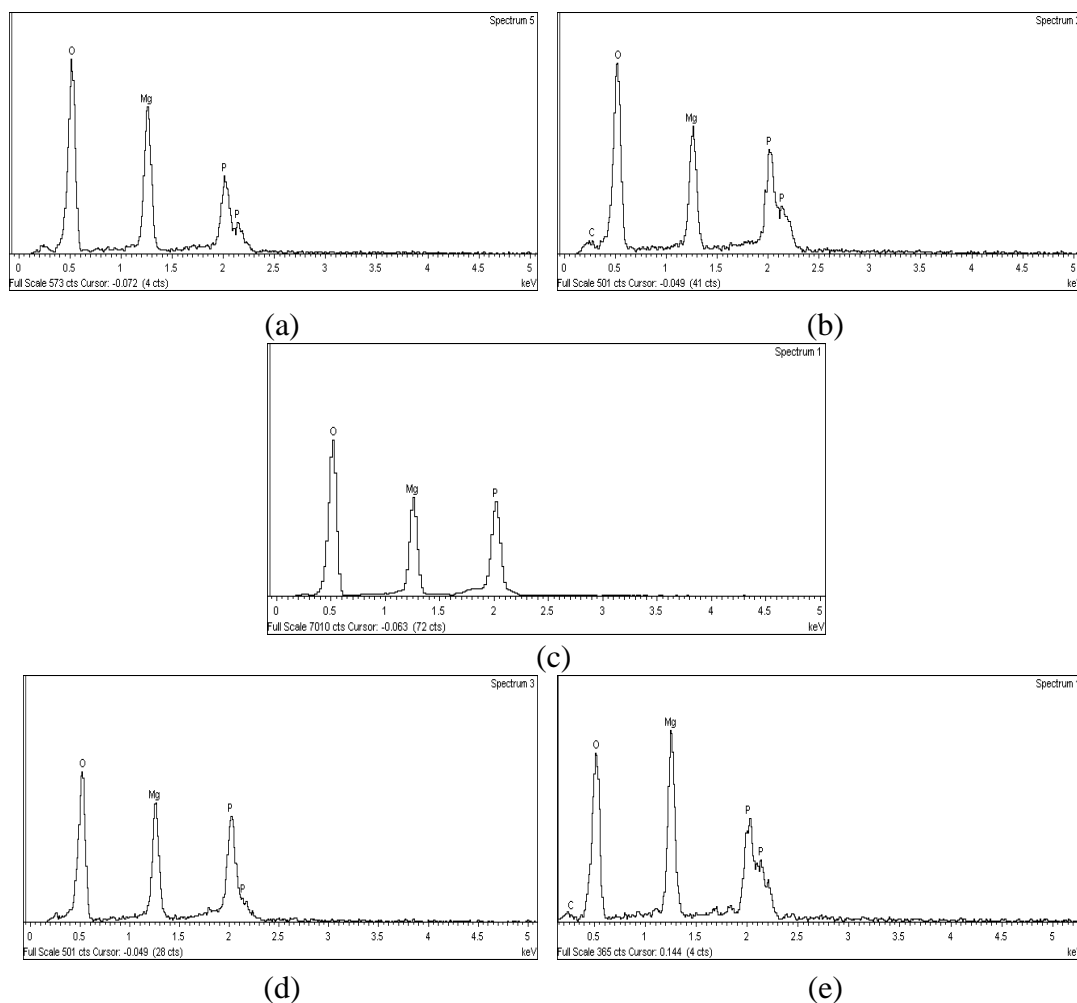 Spectrum 5
O
Mg
P
P
0 0.5 1 1.5 2 2.5 3 3.5 4 4.5 5
Full Scale 573 cts Cursor: -0.072 (4 cts) keV
(a)
O
Mg
P
P
C
0 0.5 1 1.5 2 2.5 3 3.5 4 4.5 5
Full Scale 501 cts Cursor: -0.049 (41 cts) keV
(b)
Spectrum 1
O
Mg
P
0 0.5 1 1.5 2 2.5 3 3.5 4 4.5 5
Full Scale 7010 cts Cursor: -0.063 (72 cts) keV
(c)
Spectrum 3
O
Mg
P
P
0 0.5 1 1.5 2 2.5 3 3.5 4 4.5 5
Full Scale 501 cts Cursor: -0.049 (28 cts) keV
(d)
Spectrum
Mg
O
P
P
C
0.5 1 1.5 2 2.5 3 3.5 4 4.5 5
Full Scale 365 cts Cursor: 0.144 (4 cts) keV
(e)